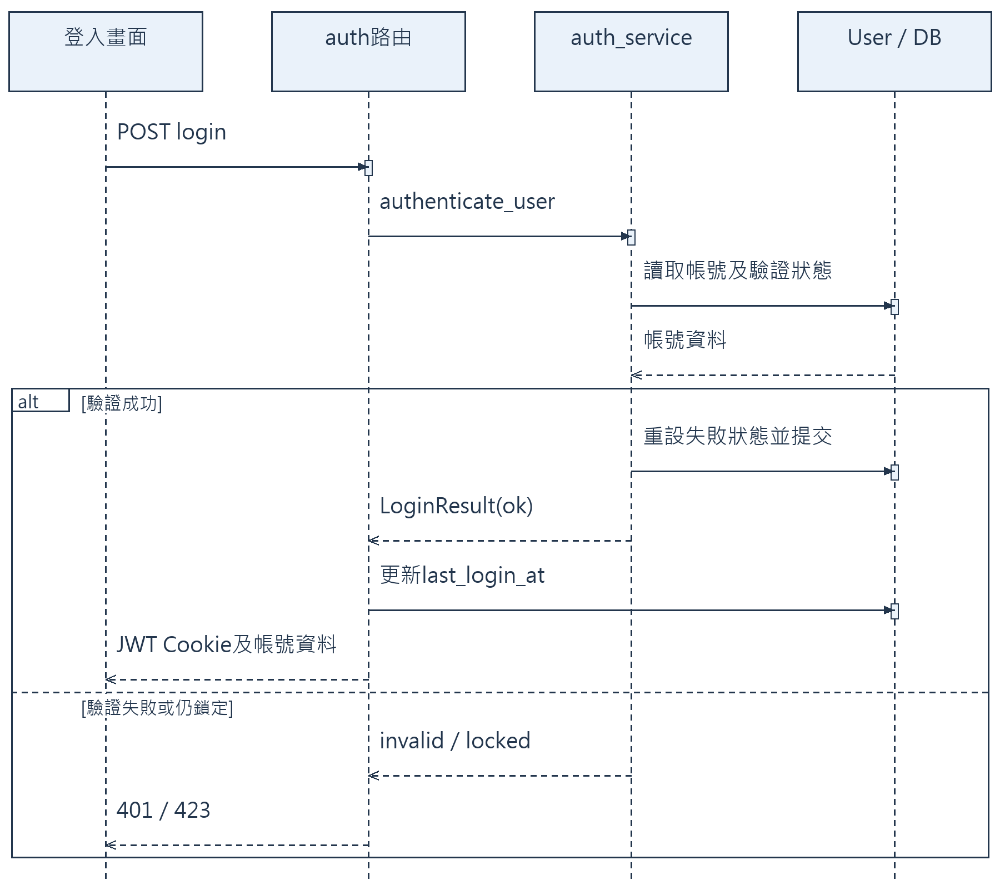 登入畫面
auth路由
auth_service
User / DB
POST login
authenticate_user
讀取帳號及驗證狀態
帳號資料
alt
[驗證成功]
重設失敗狀態並提交
LoginResult(ok)
更新last_login_at
JWT Cookie及帳號資料
[驗證失敗或仍鎖定]
invalid / locked
401 / 423